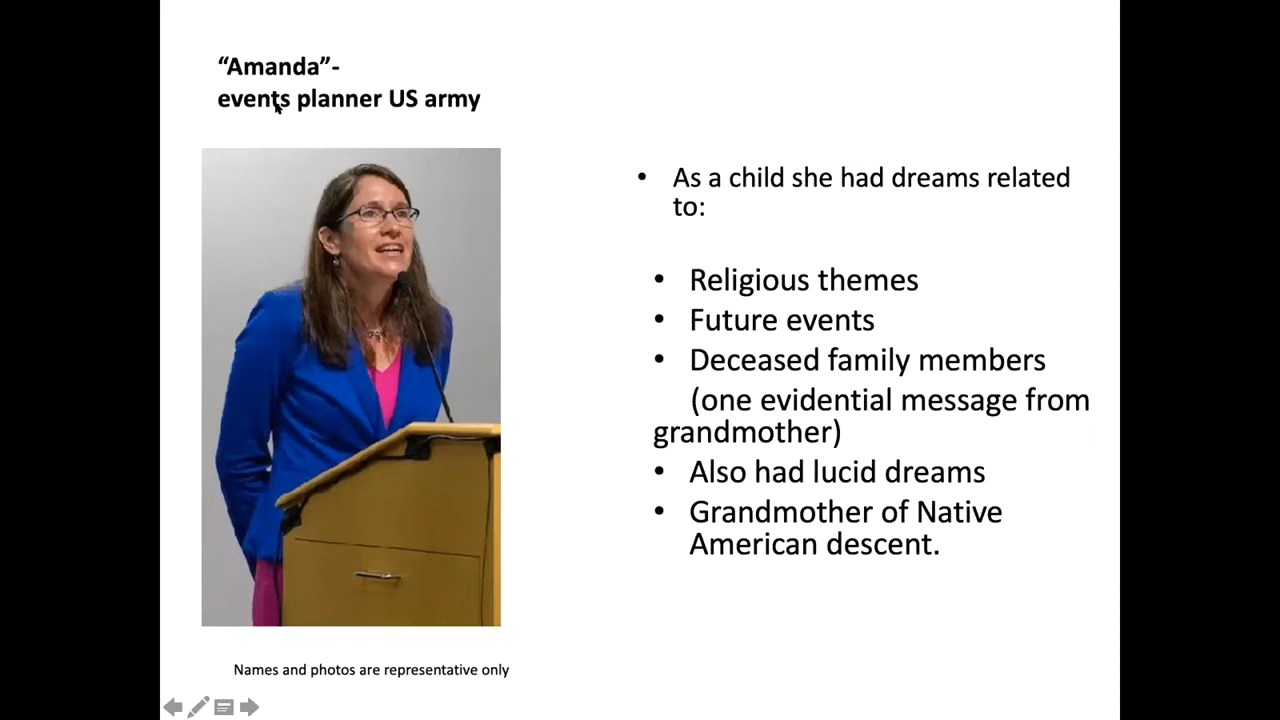 “Amanda”-
events planner US army
• As a child she had dreams related
to:
• Religious themes
• Future events
• Deceased family members
(one evidential message from
grandmother)
• Also had lucid dreams
• Grandmother of Native
American descent.
Names and photos are representative only